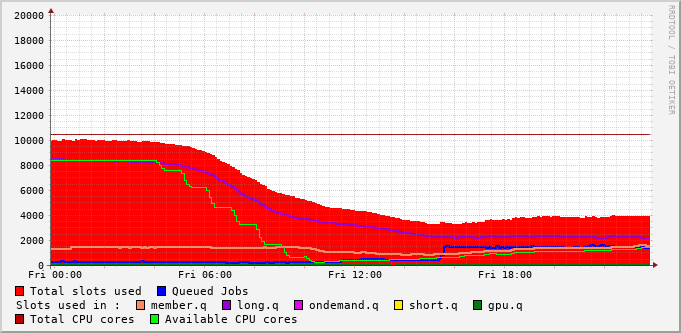 20000
18000
16000
14000
12000
10000
8000
6000
4000
2000
0
Fri 00:00 Fri 06:00 Fri 12:00 Fri 18:00
Total slots used Queued Jobs
Slots used in : member.q long.q ondemand.q short.q gpu.q
Total CPU cores Available CPU cores
RRDTOOL / TOBI OETIKER